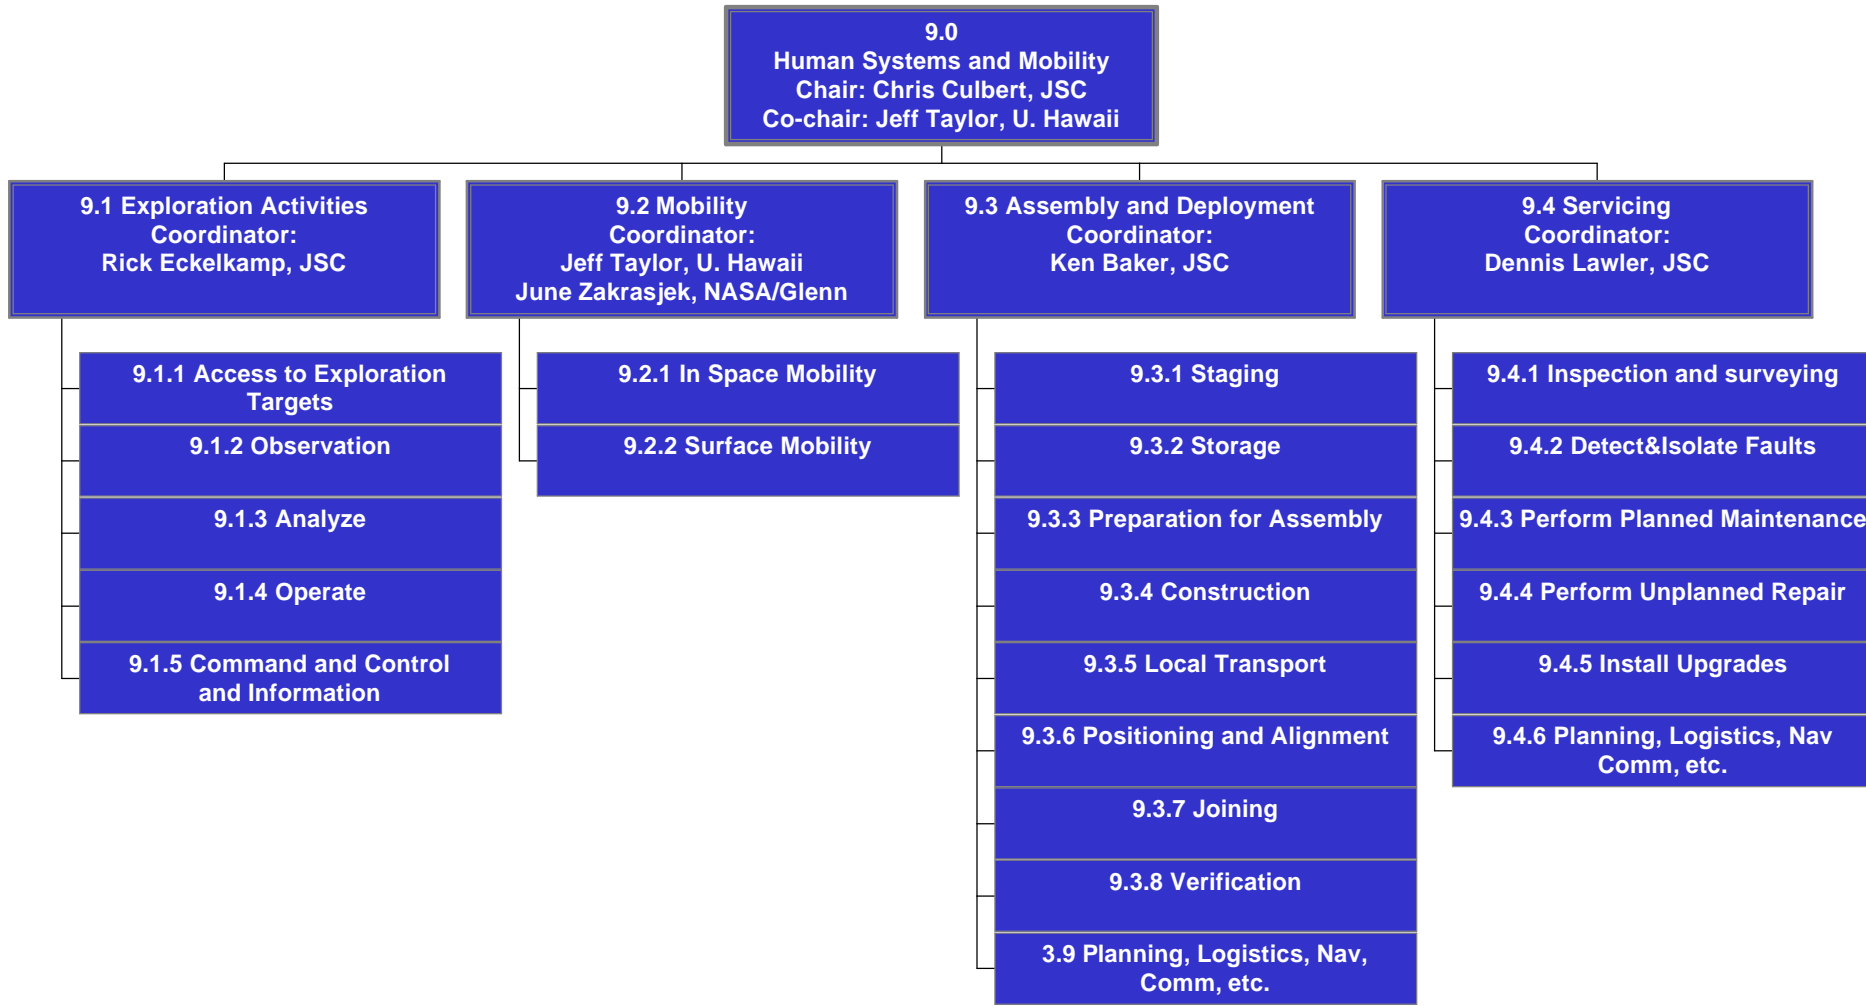 9.0
Human Systems and Mobility
Chair: Chris Culbert, JSC
Co-chair: Jeff Taylor, U. Hawaii
9.1 Exploration Activities
Coordinator:
Rick Eckelkamp, JSC
9.1.1 Access to Exploration
Targets
9.1.2 Observation
9.1.3 Analyze
9.1.4 Operate
9.1.5 Command and Control
and Information
9.2 Mobility
Coordinator:
Jeff Taylor, U. Hawaii
June Zakrasjek, NASA/Glenn
9.2.1 In Space Mobility
9.2.2 Surface Mobility
9.3 Assembly and Deployment
Coordinator:
Ken Baker, JSC
9.3.1 Staging
9.3.2 Storage
9.3.3 Preparation for Assembly
9.3.4 Construction
9.3.5 Local Transport
9.3.6 Positioning and Alignment
9.3.7 Joining
9.3.8 Verification
3.9 Planning, Logistics, Nav,
Comm, etc.
9.4 Servicing
Coordinator:
Dennis Lawler, JSC
9.4.1 Inspection and surveying
9.4.2 Detect&Isolate Faults
9.4.3 Perform Planned Maintenance
9.4.4 Perform Unplanned Repair
9.4.5 Install Upgrades
9.4.6 Planning, Logistics, Nav
Comm, etc.